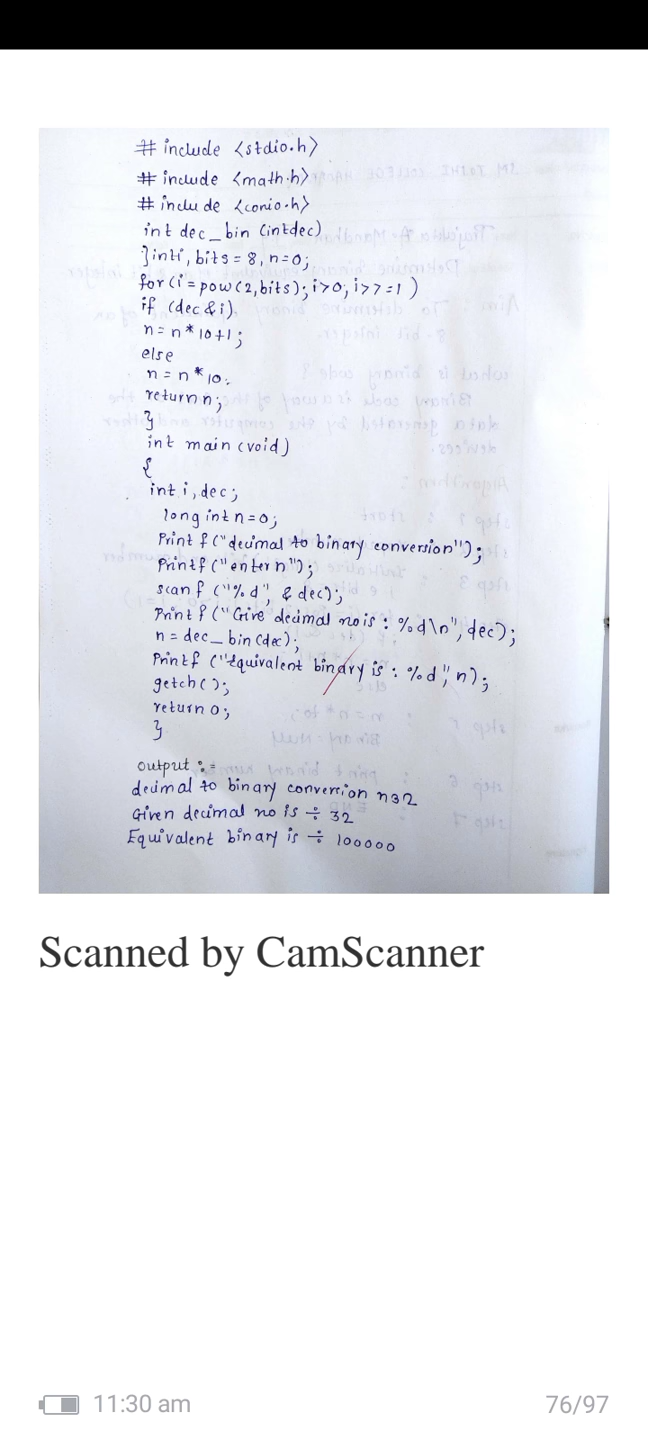 # include <stdio.h>
# include <math.h>
# include <conio.h>
int dec_bin (intdec)
}inti, bits = 8, n=0;
for(i = pow(2,bits); i>0; i>>=1)
if (dec & i)
n = n * 10+1;
else
n = n * 10;
return n;
}
int main (void)
{
int i, dec;
long int n=0;
Print f ("decimal to binary conversion");
Printf ("enter n");
scan f ("%d", & dec);
Print f ("Give decimal no is : %d\n", dec);
n = dec_bin (dec);
Printf ("Equivalent binary is : %d", n);
getch();
return 0;
}
output :=
decimal to binary conversion n32
Given decimal no is ÷ 32
Equivalent binary is ÷ 100000
Scanned by CamScanner
11:30 am 76/97